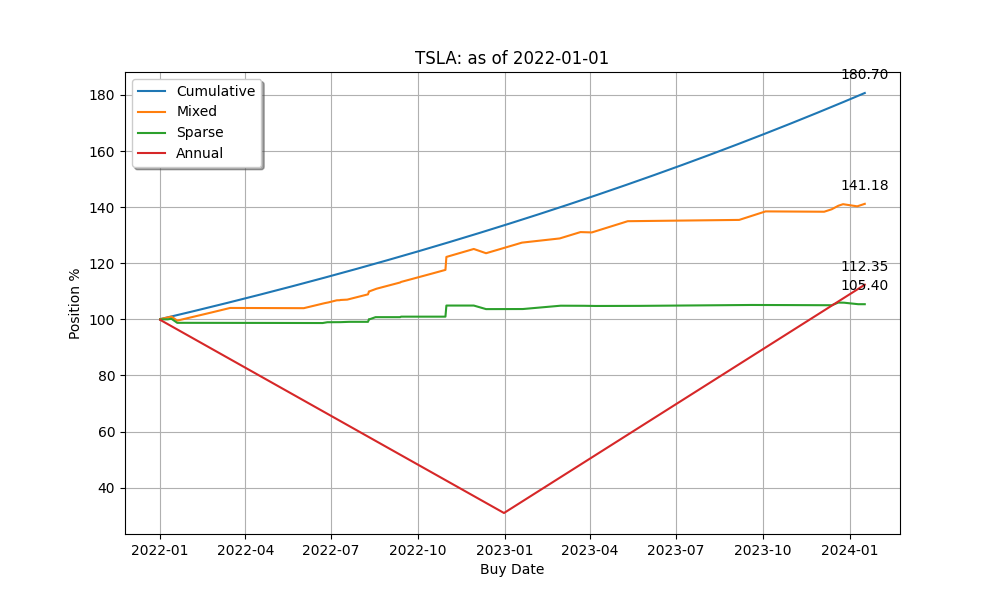 TSLA: as of 2022-01-01
180.70
180
Cumulative
Mixed
Sparse
Annual
160
141.18
140
120
112.35
105.40
100
80
60
40
Position %
2022-01 2022-04 2022-07 2022-10 2023-01 2023-04 2023-07 2023-10 2024-01
Buy Date